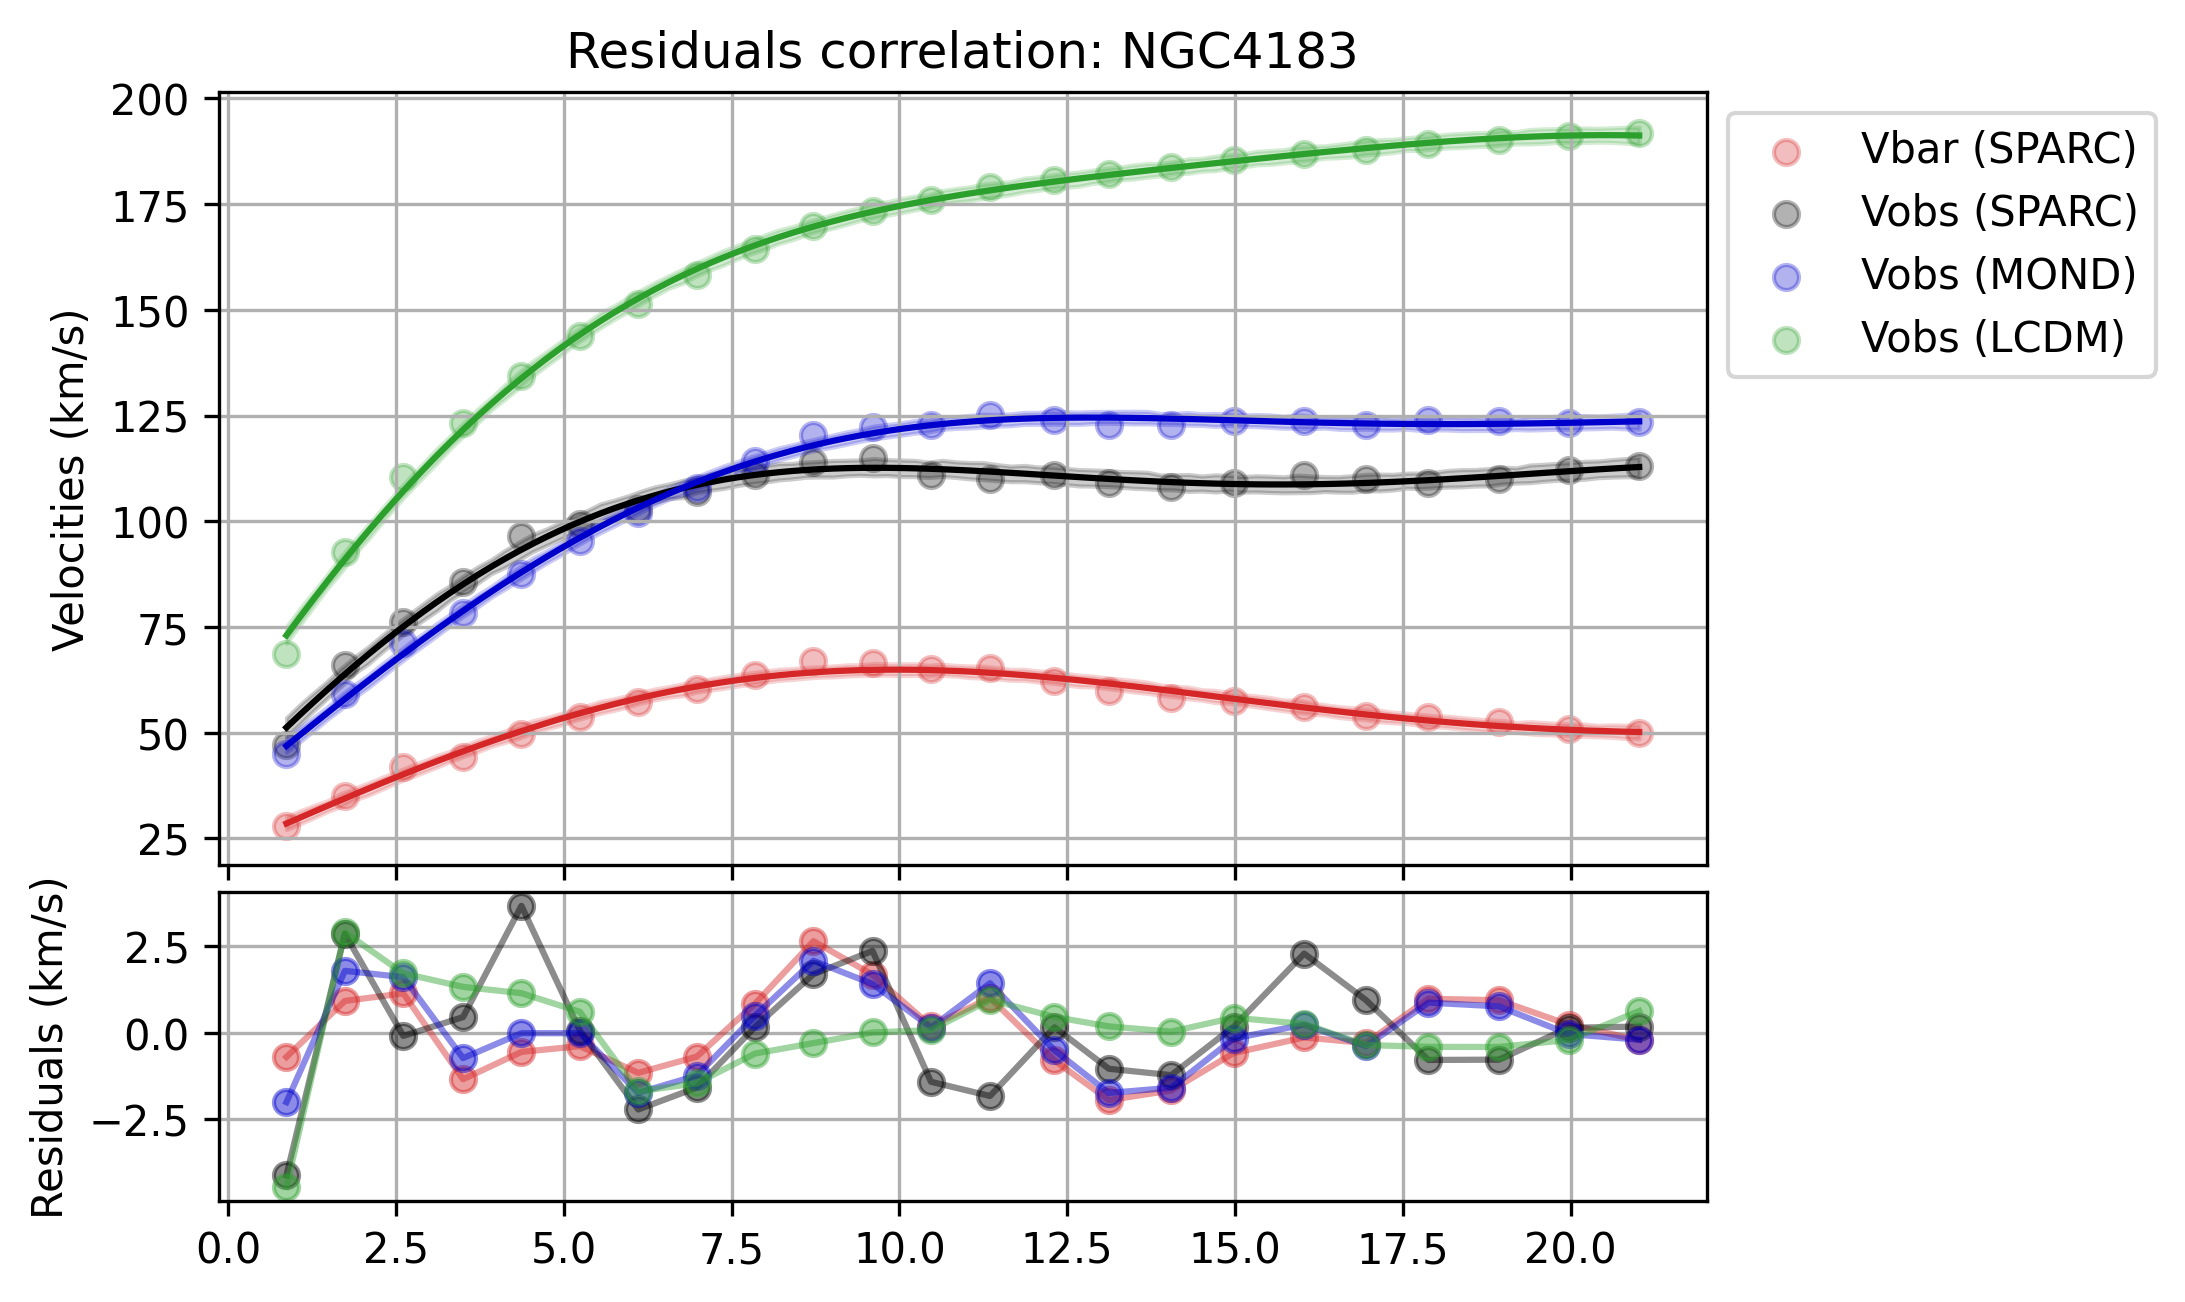 Residuals correlation: NGC4183
200
175
150
125
100
75
50
25
Velocities (km/s)
Vbar (SPARC)
Vobs (SPARC)
Vobs (MOND)
Vobs (LCDM)
2.5
0.0
−2.5
Residuals (km/s)
0.0 2.5 5.0 7.5 10.0 12.5 15.0 17.5 20.0